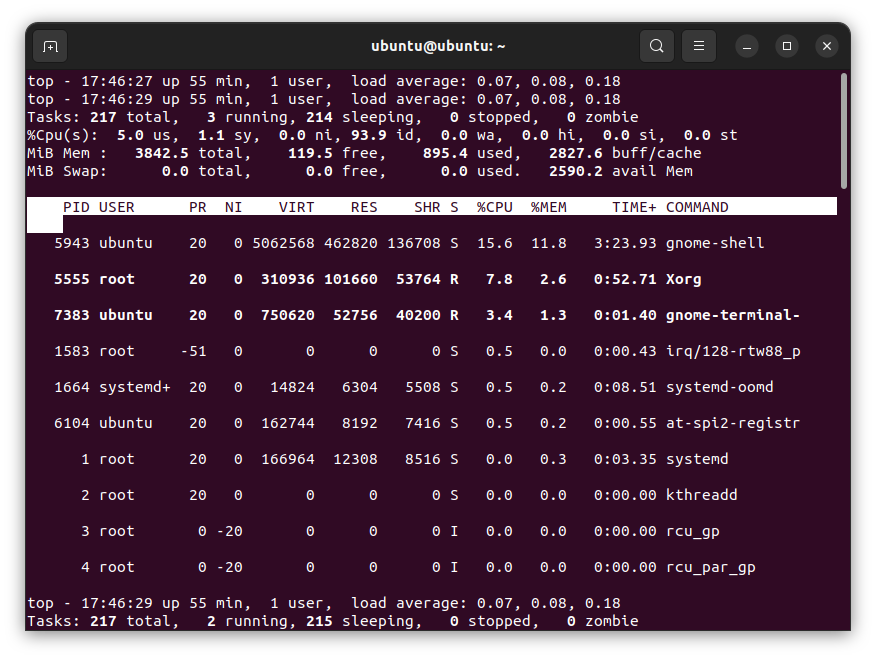 ubuntu@ubuntu: ~
top - 17:46:27 up 55 min,  1 user,  load average: 0.07, 0.08, 0.18
top - 17:46:29 up 55 min,  1 user,  load average: 0.07, 0.08, 0.18
Tasks: 217 total,   3 running, 214 sleeping,   0 stopped,   0 zombie
%Cpu(s):  5.0 us,  1.1 sy,  0.0 ni, 93.9 id,  0.0 wa,  0.0 hi,  0.0 si,  0.0 st
MiB Mem :   3842.5 total,    119.5 free,    895.4 used,   2827.6 buff/cache
MiB Swap:      0.0 total,      0.0 free,      0.0 used.   2590.2 avail Mem
    PID USER      PR  NI    VIRT    RES    SHR S  %CPU  %MEM     TIME+ COMMAND
   5943 ubuntu    20   0 5062568 462820 136708 S  15.6  11.8   3:23.93 gnome-shell
   5555 root      20   0  310936 101660  53764 R   7.8   2.6   0:52.71 Xorg
   7383 ubuntu    20   0  750620  52756  40200 R   3.4   1.3   0:01.40 gnome-terminal-
   1583 root     -51   0       0      0      0 S   0.5   0.0   0:00.43 irq/128-rtw88_p
   1664 systemd+  20   0   14824   6304   5508 S   0.5   0.2   0:08.51 systemd-oomd
   6104 ubuntu    20   0  162744   8192   7416 S   0.5   0.2   0:00.55 at-spi2-registr
      1 root      20   0  166964  12308   8516 S   0.0   0.3   0:03.35 systemd
      2 root      20   0       0      0      0 S   0.0   0.0   0:00.00 kthreadd
      3 root       0 -20       0      0      0 I   0.0   0.0   0:00.00 rcu_gp
      4 root       0 -20       0      0      0 I   0.0   0.0   0:00.00 rcu_par_gp
top - 17:46:29 up 55 min,  1 user,  load average: 0.07, 0.08, 0.18
Tasks: 217 total,   2 running, 215 sleeping,   0 stopped,   0 zombie